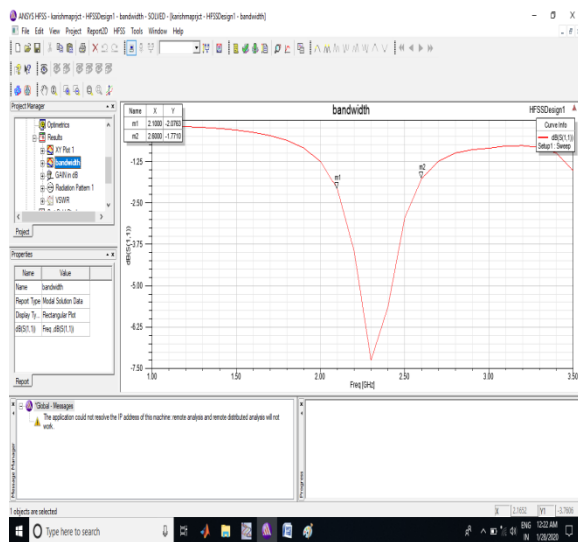 ANSYS HFSS - karishmaprjct - HFSSDesign1 - bandwidth - SOLVED - [karishmaprjct - HFSSDesign1 - bandwidth]
File Edit View Project Report2D HFSS Tools Window Help
Project Manager
Optimetrics
Results
XY Plot 1
bandwidth
GAIN in dB
Radiation Pattern 1
VSWR
Project
Properties
Name Value
Name bandwidth
Report Type Modal Solution Data
Display Ty... Rectangular Plot
dB(S(1,1)) Freq ,dB(S(1,1))
Report
Name X Y
m1 2.1000 -2.0760
m2 2.6000 -1.7710
bandwidth
HFSSDesign1
Curve Info
dB(S(1,1))
Setup1 : Sweep
m1
m2
dB(S(1,1))
-1.25
-2.50
-3.75
-5.00
-6.25
-7.50
1.00 1.50 2.00 2.50 3.00 3.50
Freq [GHz]
Message Manager
*Global - Messages
The application could not resolve the IP address of this machine: remote analysis and remote distributed analysis will not
work.
Progress
1 objects are selected
X 2.1652 Y1 -3.7806
Type here to search
ENG 12:22 AM
IN 1/28/2020